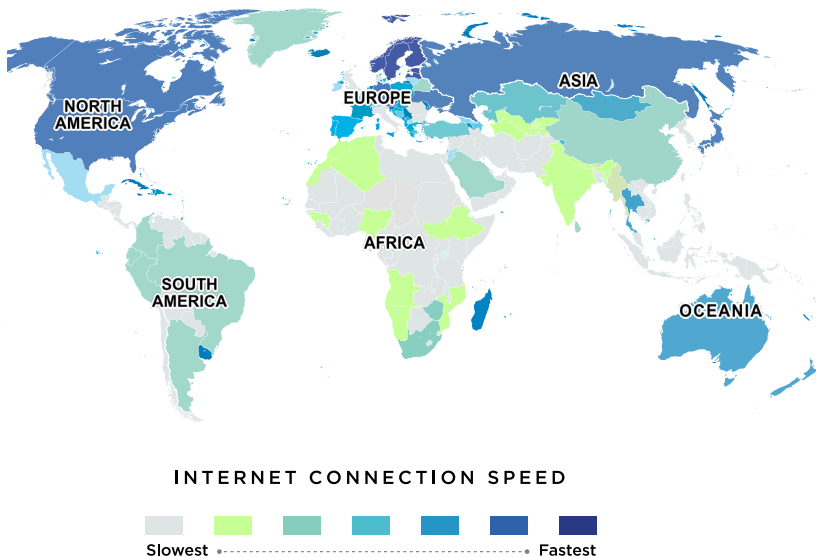 NORTH
AMERICA
EUROPE
ASIA
AFRICA
SOUTH
AMERICA
OCEANIA
INTERNET CONNECTION SPEED
Slowest
Fastest